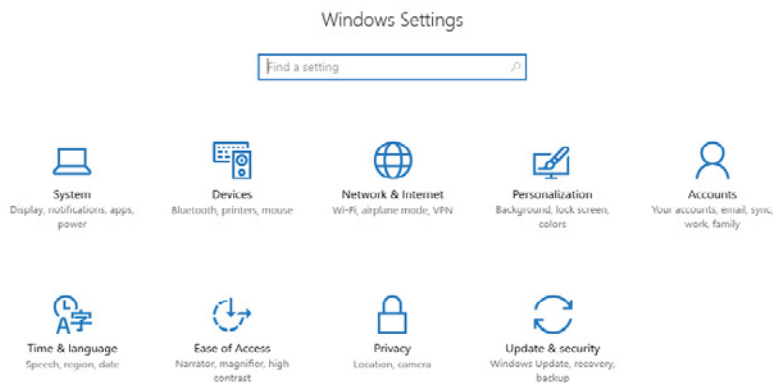 Windows Settings
Find a setting
System
Display, notifications, apps,
power
Devices
Bluetooth, printers, mouse
Network & Internet
Wi-Fi, airplane mode, VPN
Personalization
Background, lock screen,
colors
Accounts
Your accounts, email, sync,
work, family
A字
Time & language
Speech, region, date
Ease of Access
Narrator, magnifier, high
contrast
Privacy
Location, camera
Update & security
Windows Update, recovery,
backup